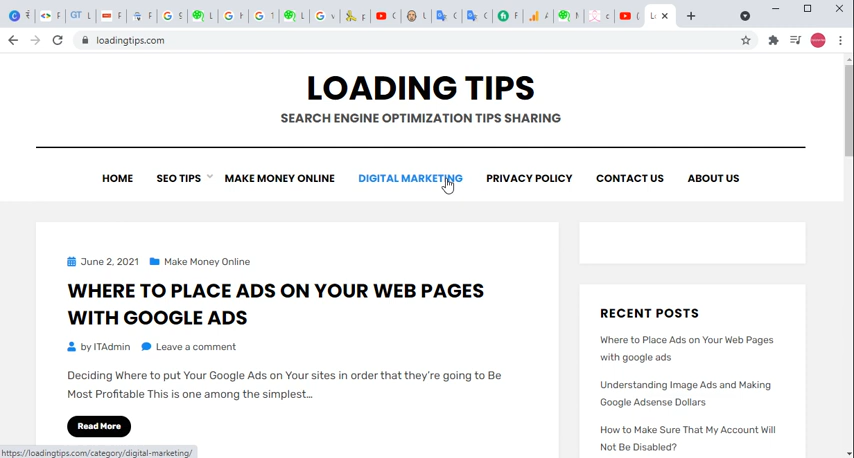 loadingtips.com
LOADING TIPS
SEARCH ENGINE OPTIMIZATION TIPS SHARING
HOME SEO TIPS MAKE MONEY ONLINE DIGITAL MARKETING PRIVACY POLICY CONTACT US ABOUT US
June 2, 2021 Make Money Online
WHERE TO PLACE ADS ON YOUR WEB PAGES
WITH GOOGLE ADS
by ITAdmin Leave a comment
Deciding Where to put Your Google Ads on Your sites in order that they're going to Be
Most Profitable This is one among the simplest...
Read More
RECENT POSTS
Where to Place Ads on Your Web Pages
with google ads
Understanding Image Ads and Making
Google Adsense Dollars
How to Make Sure That My Account Will
Not Be Disabled?
https://loadingtips.com/category/digital-marketing/